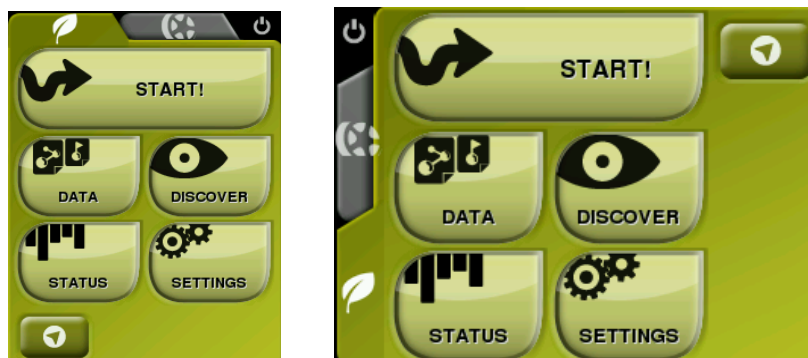 START!
DATA
DISCOVER
STATUS
SETTINGS
START!
DATA
DISCOVER
STATUS
SETTINGS